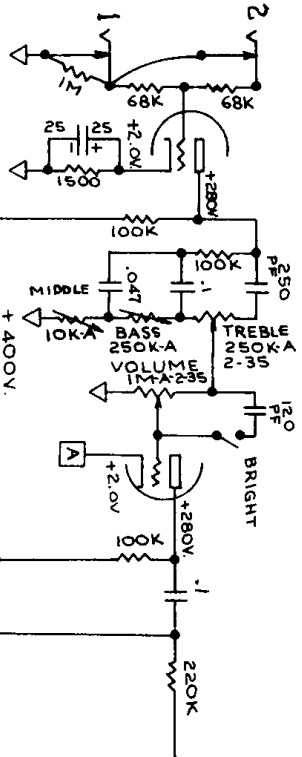 1
2
1M
68K
68K
25
25
- +
+2.0V
1500
+280V
100K
100K
250
PF
MIDDLE
.047
.1
10K-A
BASS
250K-A
TREBLE
250K-A
2-35
+400V.
VOLUME
1M-A-2-35
120
PF
BRIGHT
A
+2.0V
+280V.
100K
.1
220K